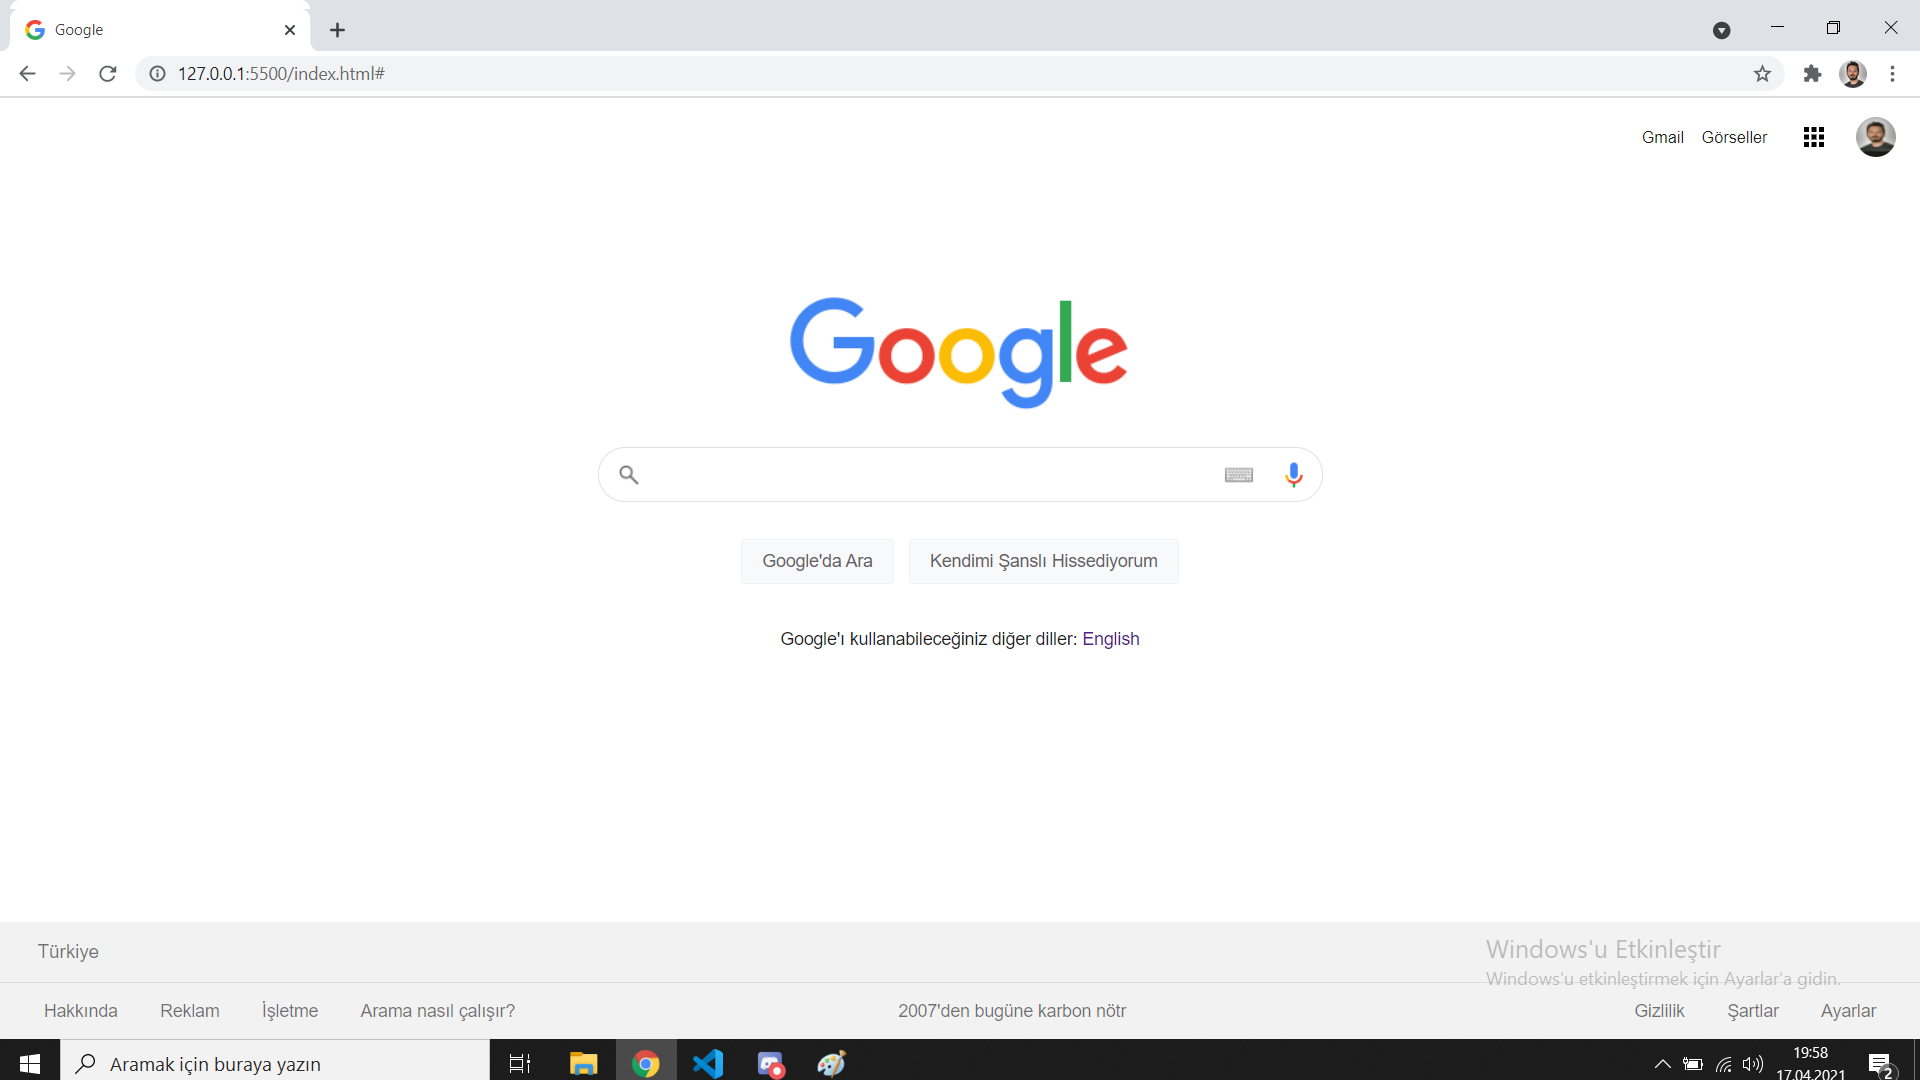 Google
127.0.0.1:5500/index.html#
Gmail Görseller
Google
Google'da Ara Kendimi Şanslı Hissediyorum
Google'ı kullanabileceğiniz diğer diller: English
Türkiye
Windows'u Etkinleştir
Windows'u etkinleştirmek için Ayarlar'a gidin.
Hakkında Reklam İşletme Arama nasıl çalışır? 2007'den bugüne karbon nötr Gizlilik Şartlar Ayarlar
Aramak için buraya yazın
19:58
17.04.2021
2